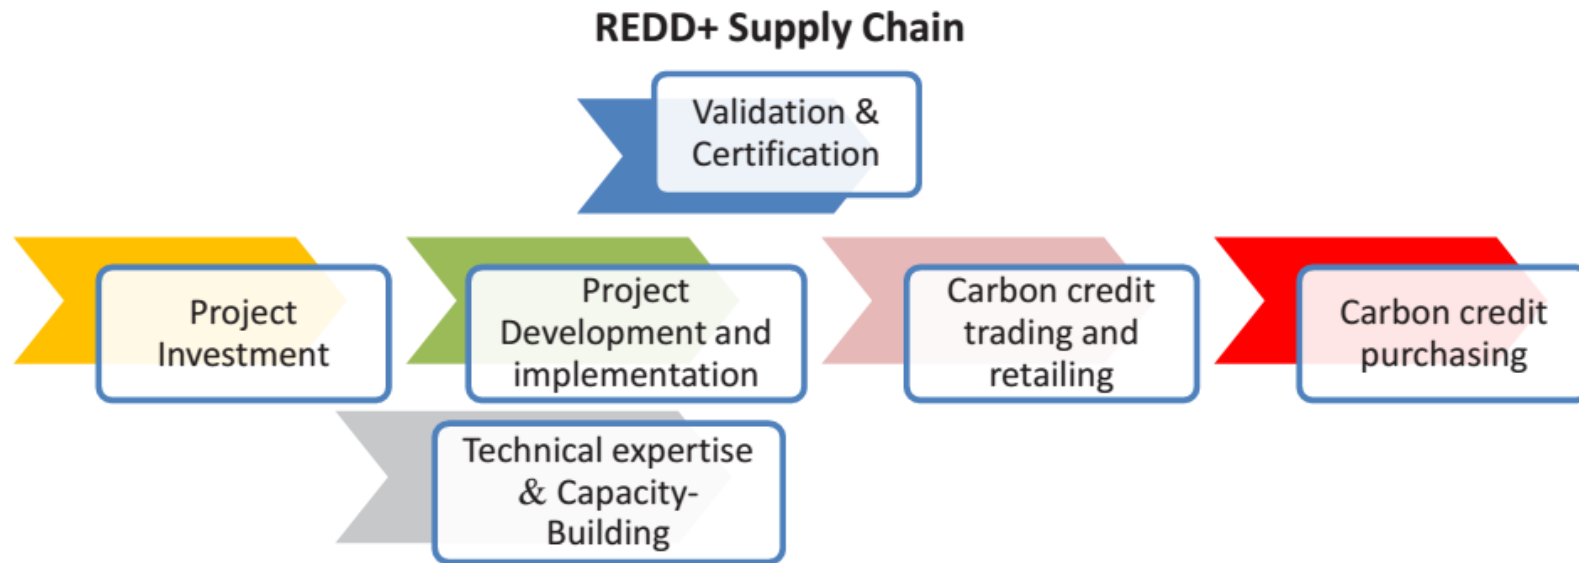 REDD+ Supply Chain
Validation &
Certification
Project
Investment
Project
Development and
implementation
Carbon credit
trading and
retailing
Carbon credit
purchasing
Technical expertise
& Capacity-
Building